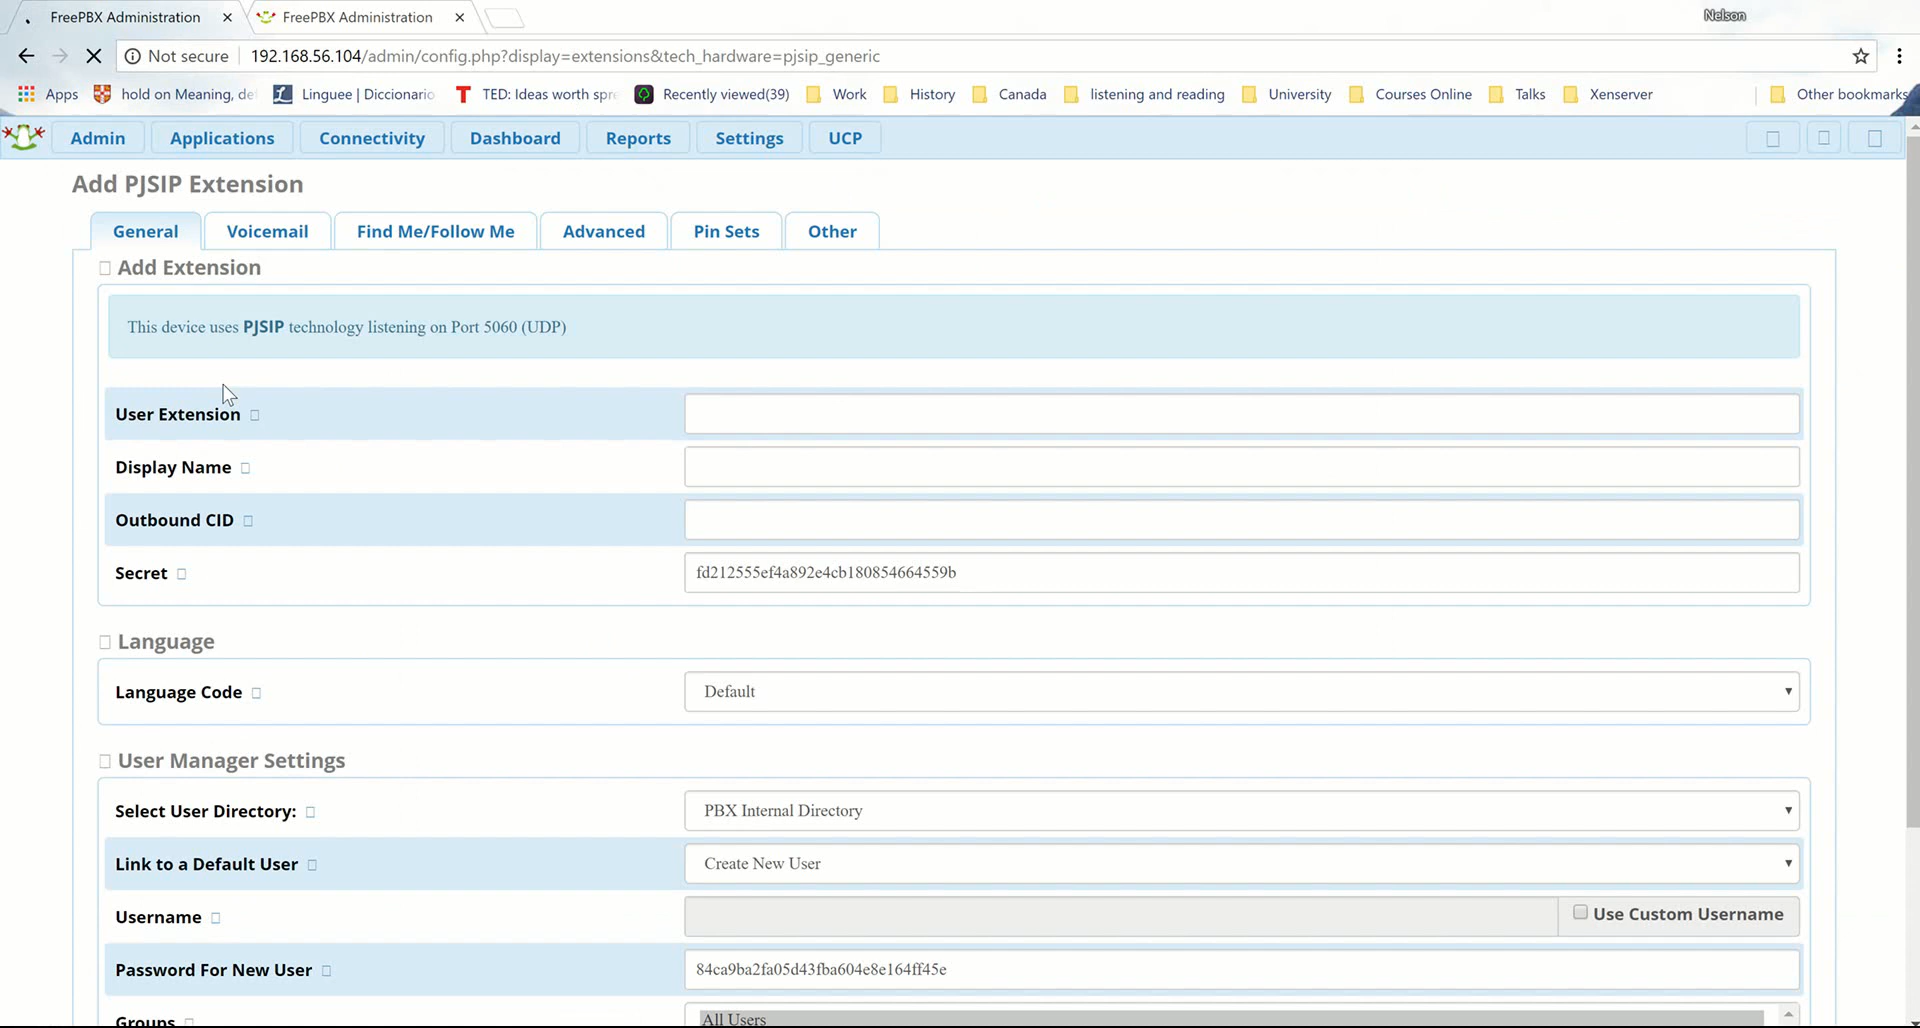 FreePBX Administration FreePBX Administration Nelson
Not secure 192.168.56.104/admin/config.php?display=extensions&tech_hardware=pjsip_generic
Apps hold on Meaning, de Linguee | Diccionario TED: Ideas worth spre Recently viewed(39) Work History Canada listening and reading University Courses Online Talks Xenserver Other bookmarks
Admin Applications Connectivity Dashboard Reports Settings UCP
Add PJSIP Extension
General Voicemail Find Me/Follow Me Advanced Pin Sets Other
Add Extension
This device uses PJSIP technology listening on Port 5060 (UDP)
User Extension
Display Name
Outbound CID
Secret fd212555ef4a892e4cb180854664559b
Language
Language Code Default
User Manager Settings
Select User Directory: PBX Internal Directory
Link to a Default User Create New User
Username Use Custom Username
Password For New User 84ca9ba2fa05d43fba604e8e164ff45e
Groups All Users